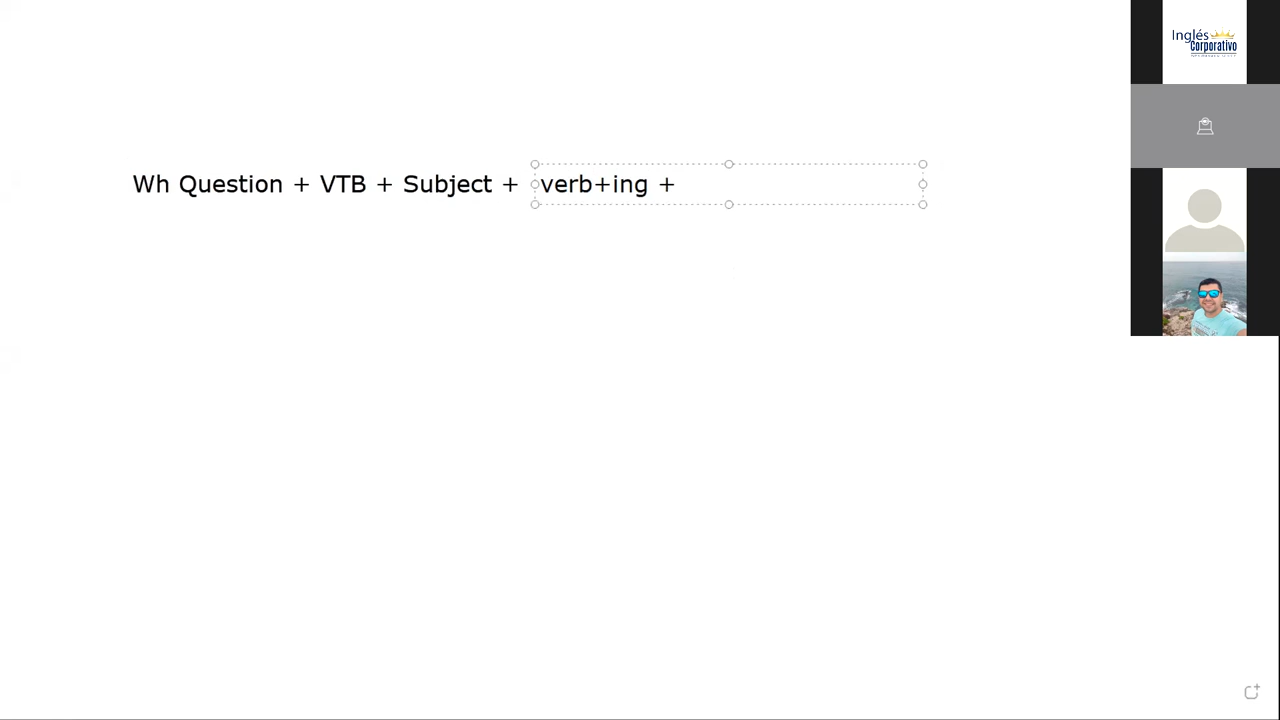 Wh Question + VTB + Subject + verb+ing +
Inglés
Corporativo